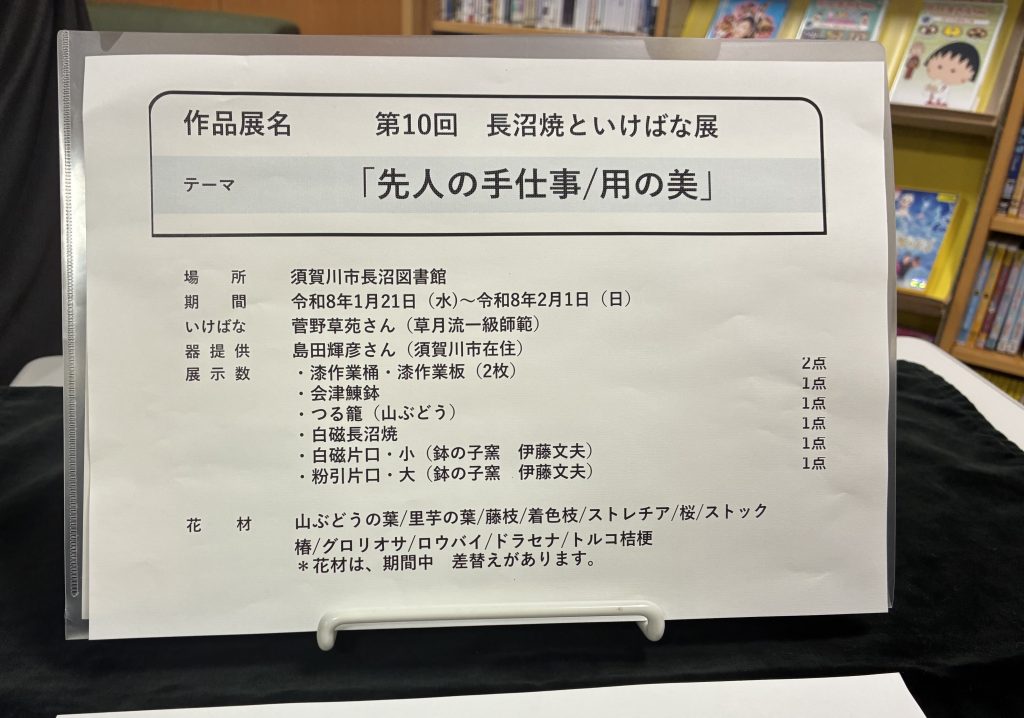 作品展名　第10回　長沼焼といけばな展
テーマ　「先人の手仕事/用の美」
場　所　須賀川市長沼図書館
期　間　令和8年1月21日（水)～令和8年2月1日（日）
いけばな　菅野草苑さん（草月流一級師範）
器 提 供　島田輝彦さん（須賀川市在住）
展 示 数　・漆作業桶・漆作業板（2枚）　2点
・会津鰊鉢　1点
・つる籠（山ぶどう）　1点
・白磁長沼焼　1点
・白磁片口・小（鉢の子窯　伊藤文夫）　1点
・粉引片口・大（鉢の子窯　伊藤文夫）　1点
花　材　山ぶどうの葉/里芋の葉/藤枝/着色枝/ストレチア/桜/ストック
椿/グロリオサ/ロウバイ/ドラセナ/トルコ桔梗
＊花材は、期間中　差替えがあります。